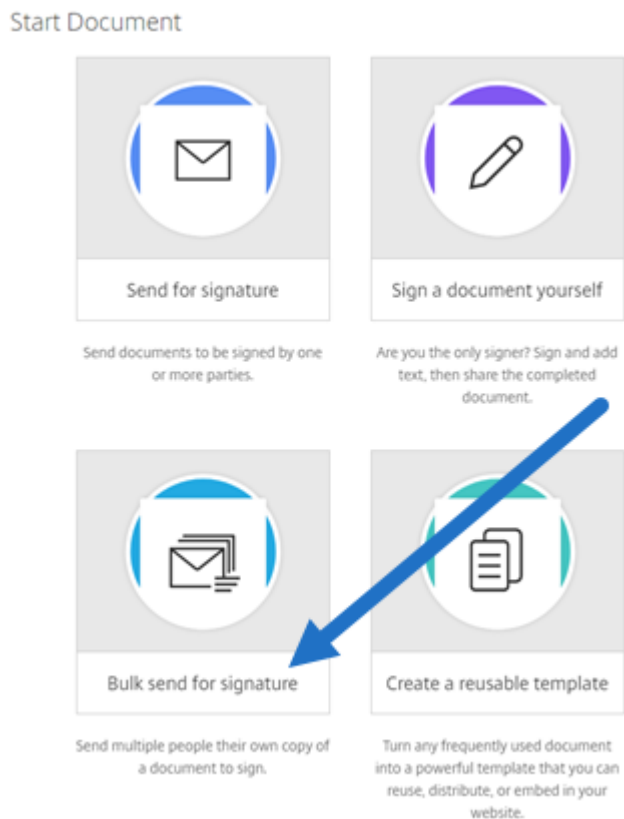 Start Document
Send for signature
Send documents to be signed by one
or more parties.
Sign a document yourself
Are you the only signer? Sign and add
text, then share the completed
document.
Bulk send for signature
Send multiple people their own copy of
a document to sign.
Create a reusable template
Turn any frequently used document
into a powerful template that you can
reuse, distribute, or embed in your
website.